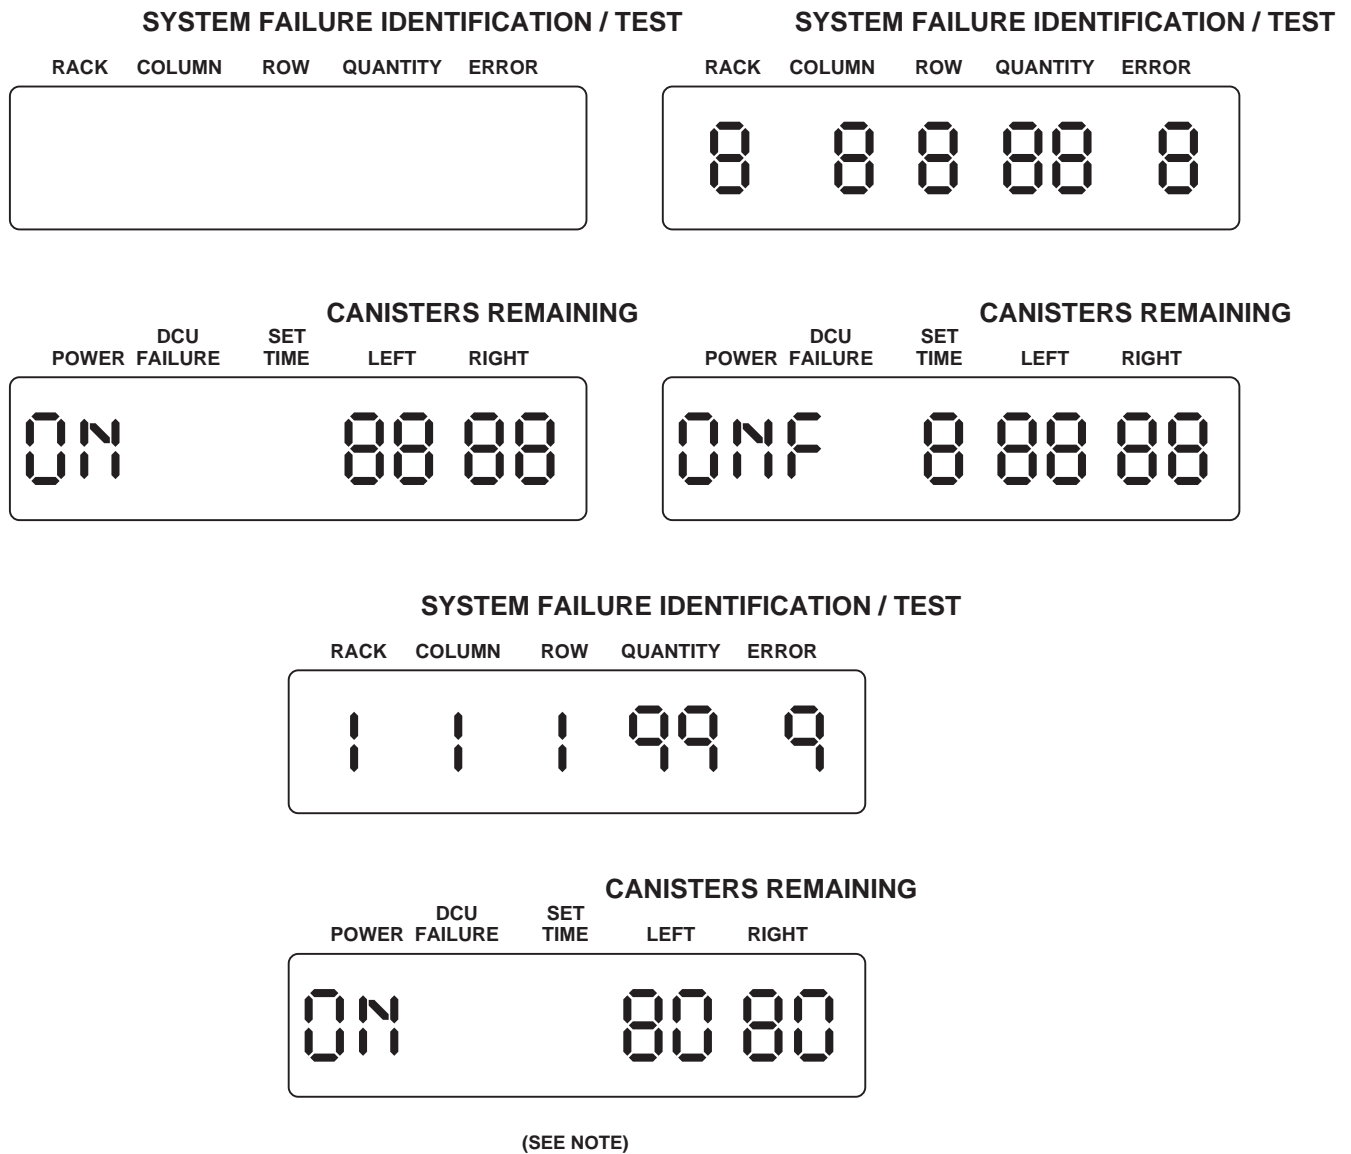 SYSTEM FAILURE IDENTIFICATION / TEST
RACK COLUMN ROW QUANTITY ERROR
SYSTEM FAILURE IDENTIFICATION / TEST
RACK COLUMN ROW QUANTITY ERROR
8 8 8 88 8
CANISTERS REMAINING
DCU SET
POWER FAILURE TIME LEFT RIGHT
ON 88 88
CANISTERS REMAINING
DCU SET
POWER FAILURE TIME LEFT RIGHT
ONF 8 88 88
SYSTEM FAILURE IDENTIFICATION / TEST
RACK COLUMN ROW QUANTITY ERROR
1 1 1 99 9
CANISTERS REMAINING
DCU SET
POWER FAILURE TIME LEFT RIGHT
ON 80 80
(SEE NOTE)